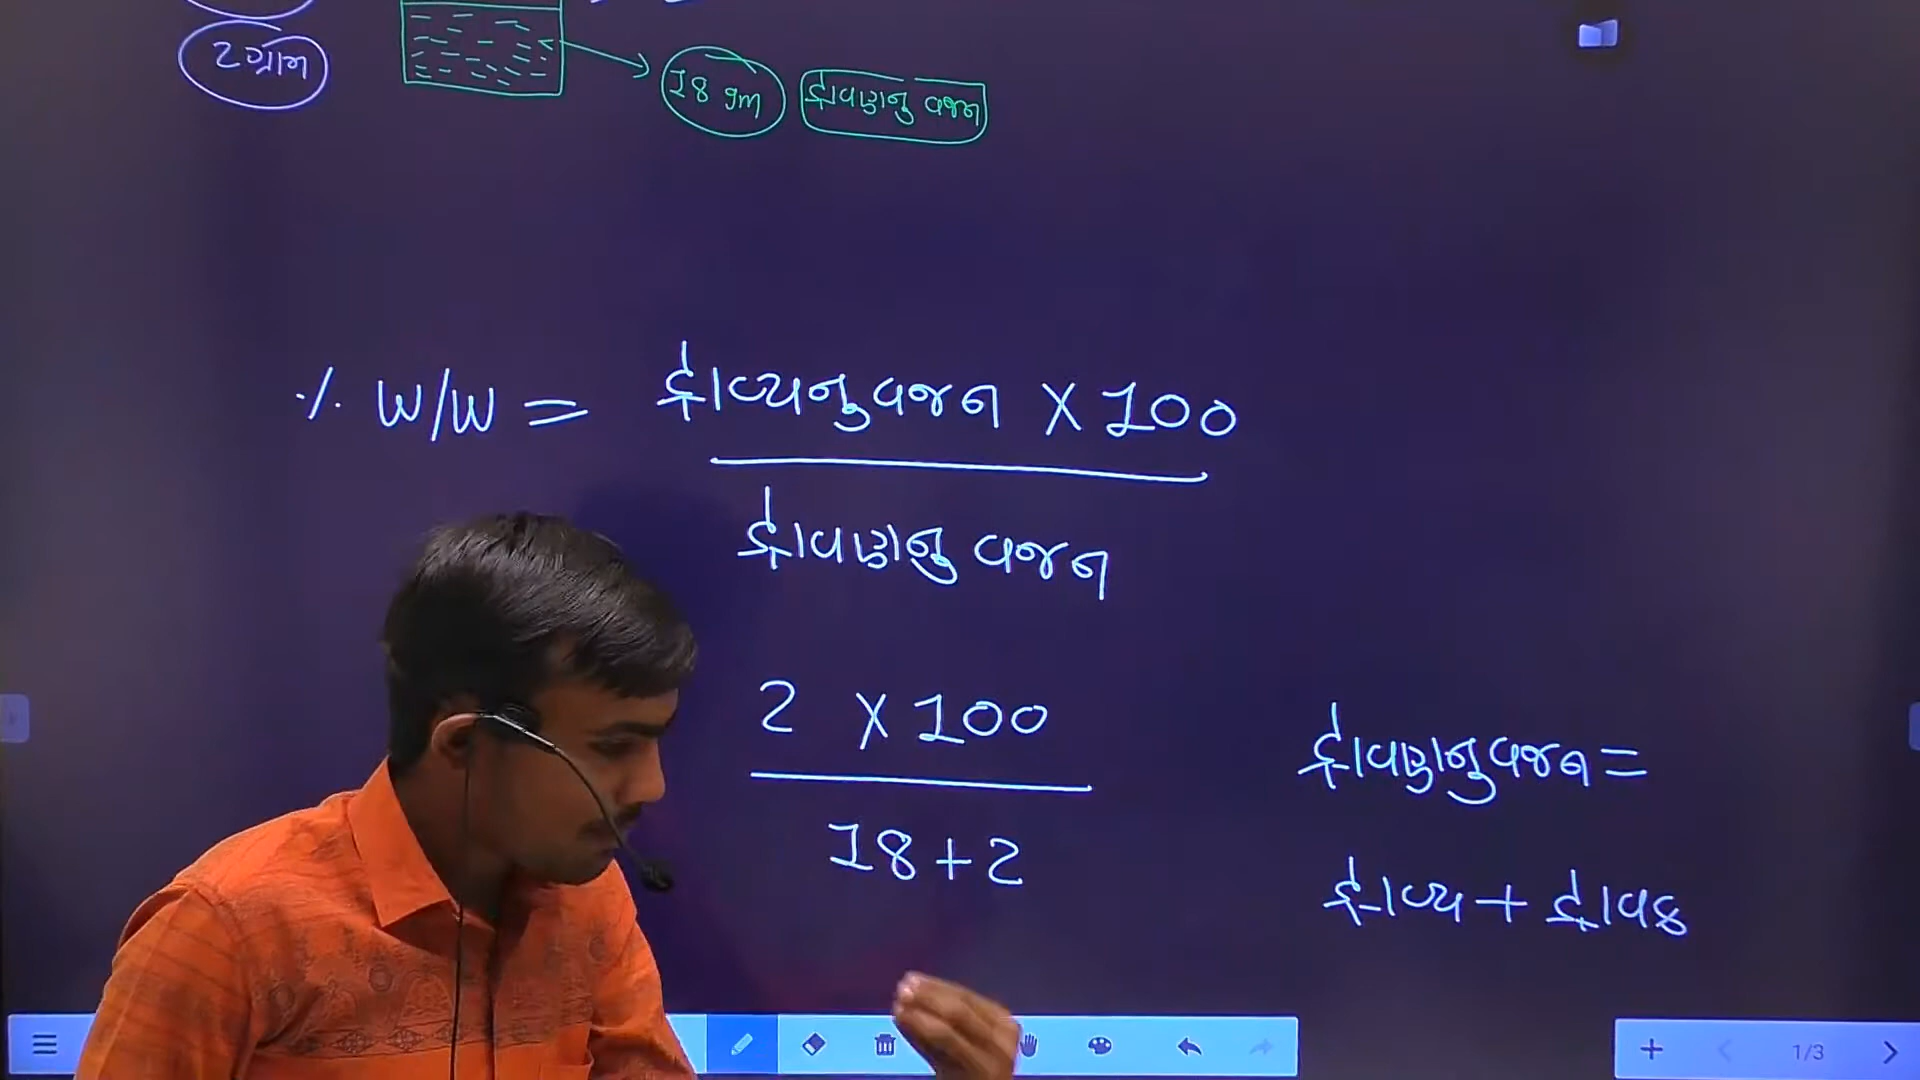 2 ગ્રામ
18 gm
દ્રાવણનુ વજન
% W/W = દ્રાવ્યનુ વજન X 100
દ્રાવણનુ વજન
2 X 100
18+2
દ્રાવણનુ વજન =
દ્રાવ્ય + દ્રાવક
1/3